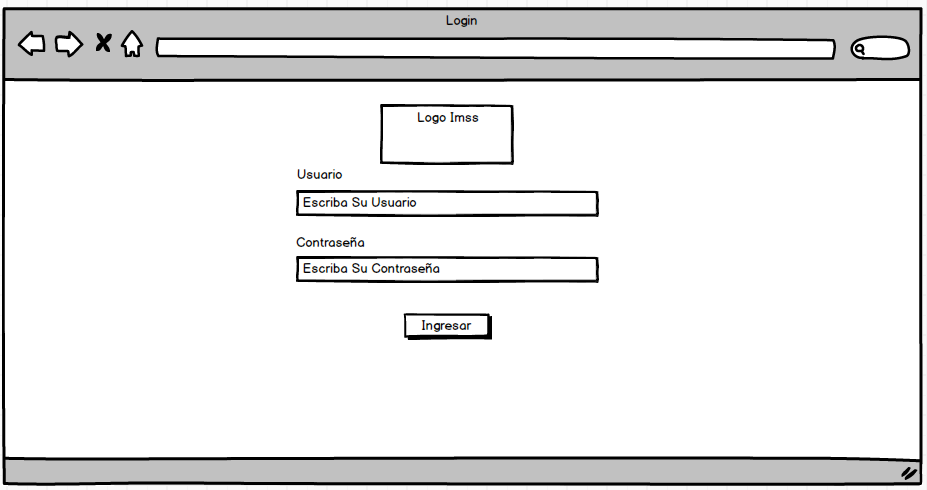 Login
Logo Imss
Usuario
Escriba Su Usuario
Contraseña
Escriba Su Contraseña
Ingresar